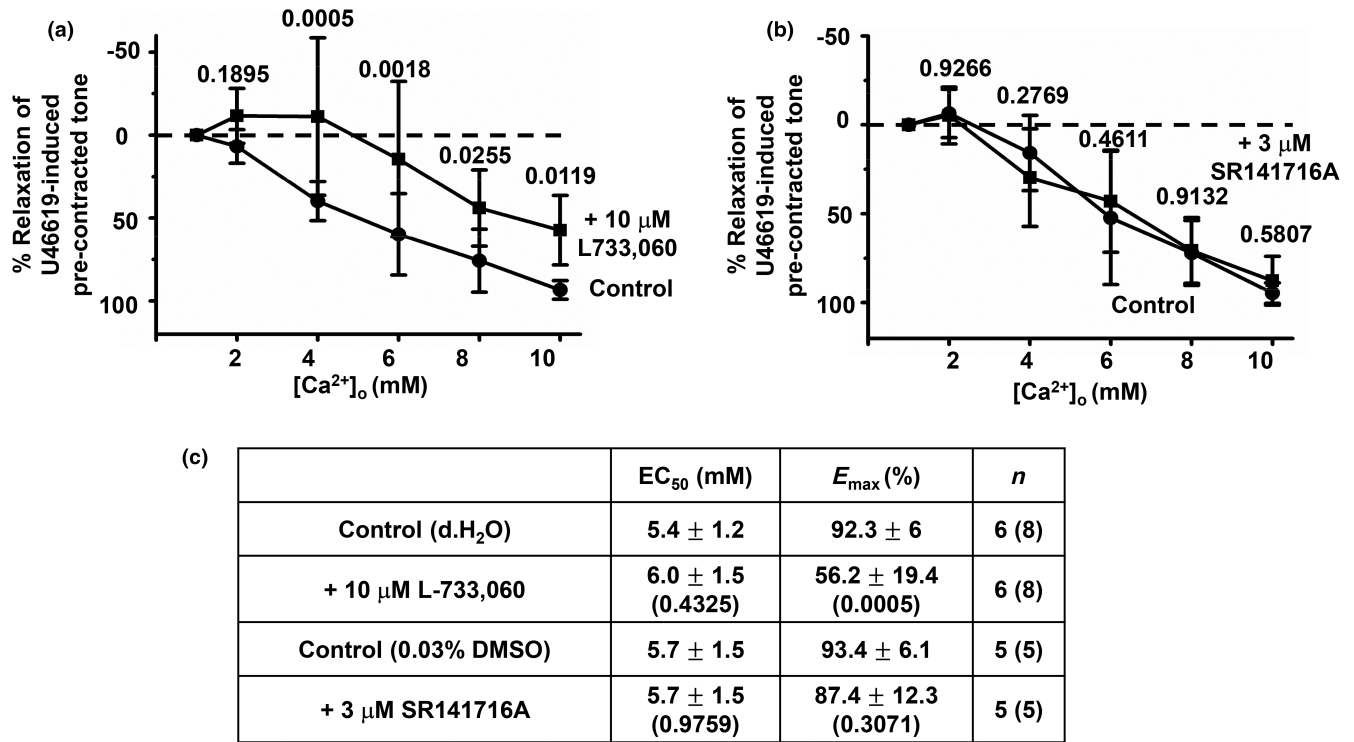 (a)
% Relaxation of
U46619-induced
pre-contracted tone
-50
0
50
100
0.1895
0.0005
0.0018
0.0255
0.0119
+ 10 μM
L733,060
Control
2 4 6 8 10
[Ca²⁺]ₒ (mM)
(b)
% Relaxation of
U46619-induced
pre-contracted tone
-50
0
50
100
0.9266
0.2769
0.4611
0.9132
0.5807
+ 3 μM
SR141716A
Control
2 4 6 8 10
[Ca²⁺]ₒ (mM)
(c)
EC₅₀ (mM) Eₘₐₓ (%) n
Control (d.H₂O) 5.4 ± 1.2 92.3 ± 6 6 (8)
+ 10 μM L-733,060 6.0 ± 1.5 56.2 ± 19.4 6 (8)
(0.4325) (0.0005)
Control (0.03% DMSO) 5.7 ± 1.5 93.4 ± 6.1 5 (5)
+ 3 μM SR141716A 5.7 ± 1.5 87.4 ± 12.3 5 (5)
(0.9759) (0.3071)